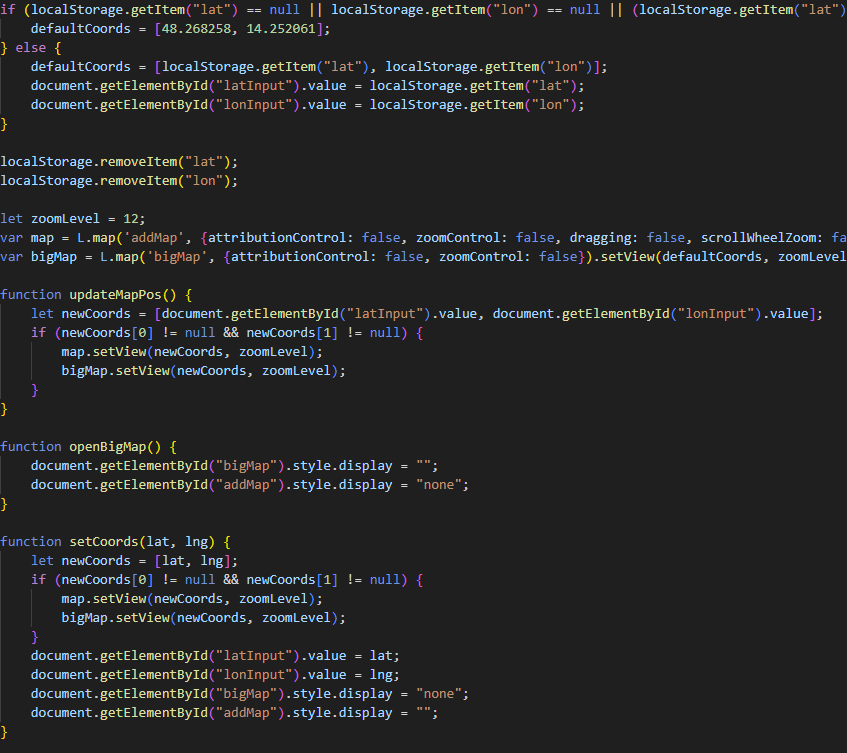 if (localStorage.getItem("lat") == null || localStorage.getItem("lon") == null || (localStorage.getItem("lat")
    defaultCoords = [48.268258, 14.252061];
} else {
    defaultCoords = [localStorage.getItem("lat"), localStorage.getItem("lon")];
    document.getElementById("latInput").value = localStorage.getItem("lat");
    document.getElementById("lonInput").value = localStorage.getItem("lon");
}

localStorage.removeItem("lat");
localStorage.removeItem("lon");

let zoomLevel = 12;
var map = L.map('addMap', {attributionControl: false, zoomControl: false, dragging: false, scrollWheelZoom: fa
var bigMap = L.map('bigMap', {attributionControl: false, zoomControl: false}).setView(defaultCoords, zoomLevel

function updateMapPos() {
    let newCoords = [document.getElementById("latInput").value, document.getElementById("lonInput").value];
    if (newCoords[0] != null && newCoords[1] != null) {
        map.setView(newCoords, zoomLevel);
        bigMap.setView(newCoords, zoomLevel);
    }
}

function openBigMap() {
    document.getElementById("bigMap").style.display = "";
    document.getElementById("addMap").style.display = "none";
}

function setCoords(lat, lng) {
    let newCoords = [lat, lng];
    if (newCoords[0] != null && newCoords[1] != null) {
        map.setView(newCoords, zoomLevel);
        bigMap.setView(newCoords, zoomLevel);
    }
    document.getElementById("latInput").value = lat;
    document.getElementById("lonInput").value = lng;
    document.getElementById("bigMap").style.display = "none";
    document.getElementById("addMap").style.display = "";
}